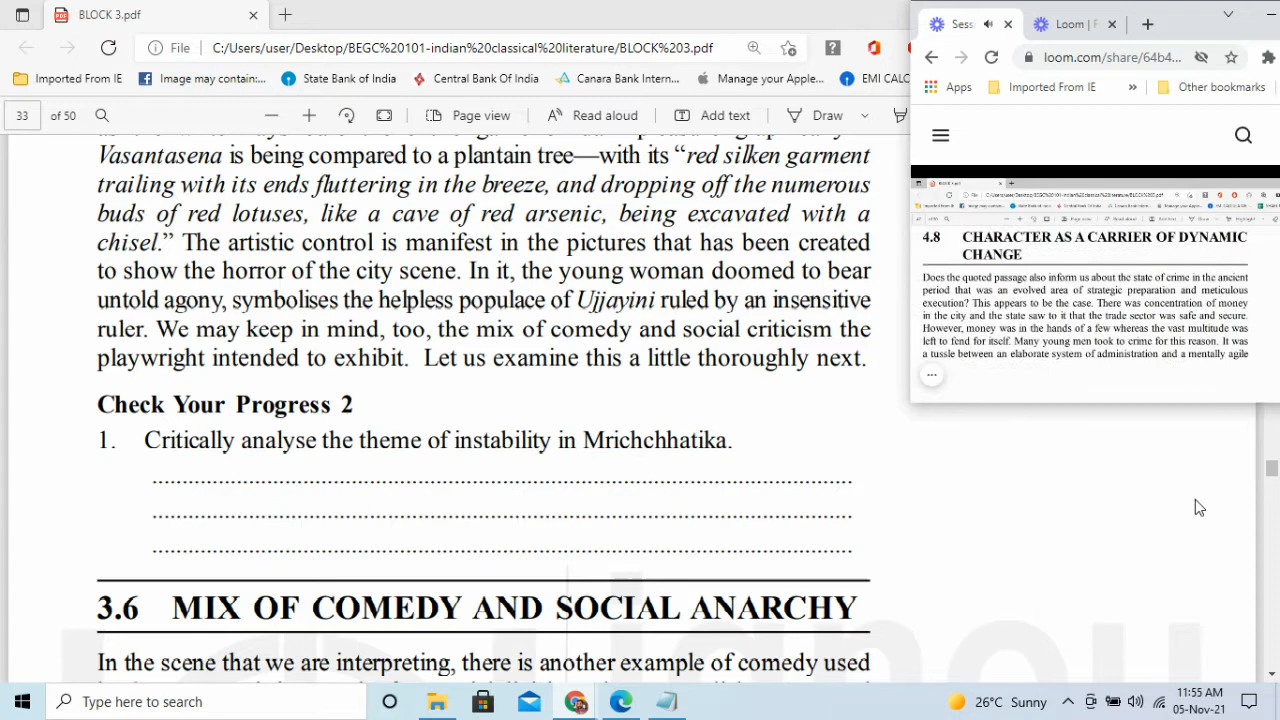 BLOCK 3.pdf
File
C:/Users/user/Desktop/BEGC%20101-indian%20classical%20literature/BLOCK%203.pdf
Imported From IE
Image may contain:...
State Bank of India
Central Bank Of India
Canara Bank Intern...
Manage your Apple...
EMI CALC
33 of 50
Page view
Read aloud
Add text
Draw
Vasantasena is being compared to a plantain tree—with its “red silken garment
trailing with its ends fluttering in the breeze, and dropping off the numerous
buds of red lotuses, like a cave of red arsenic, being excavated with a
chisel.” The artistic control is manifest in the pictures that has been created
to show the horror of the city scene. In it, the young woman doomed to bear
untold agony, symbolises the helpless populace of Ujjayini ruled by an insensitive
ruler. We may keep in mind, too, the mix of comedy and social criticism the
playwright intended to exhibit. Let us examine this a little thoroughly next.
Check Your Progress 2
1. Critically analyse the theme of instability in Mrichchhatika.
3.6 MIX OF COMEDY AND SOCIAL ANARCHY
In the scene that we are interpreting, there is another example of comedy used
Sess
Loom | F
loom.com/share/64b4...
Apps
Imported From IE
»
Other bookmarks
4.8 CHARACTER AS A CARRIER OF DYNAMIC
CHANGE
Does the quoted passage also inform us about the state of crime in the ancient
period that was an evolved area of strategic preparation and meticulous
execution? This appears to be the case. There was concentration of money
in the city and the state saw to it that the trade sector was safe and secure.
However, money was in the hands of a few whereas the vast multitude was
left to fend for itself. Many young men took to crime for this reason. It was
a tussle between an elaborate system of administration and a mentally agile
Type here to search
26°C Sunny
11:55 AM
05-Nov-21